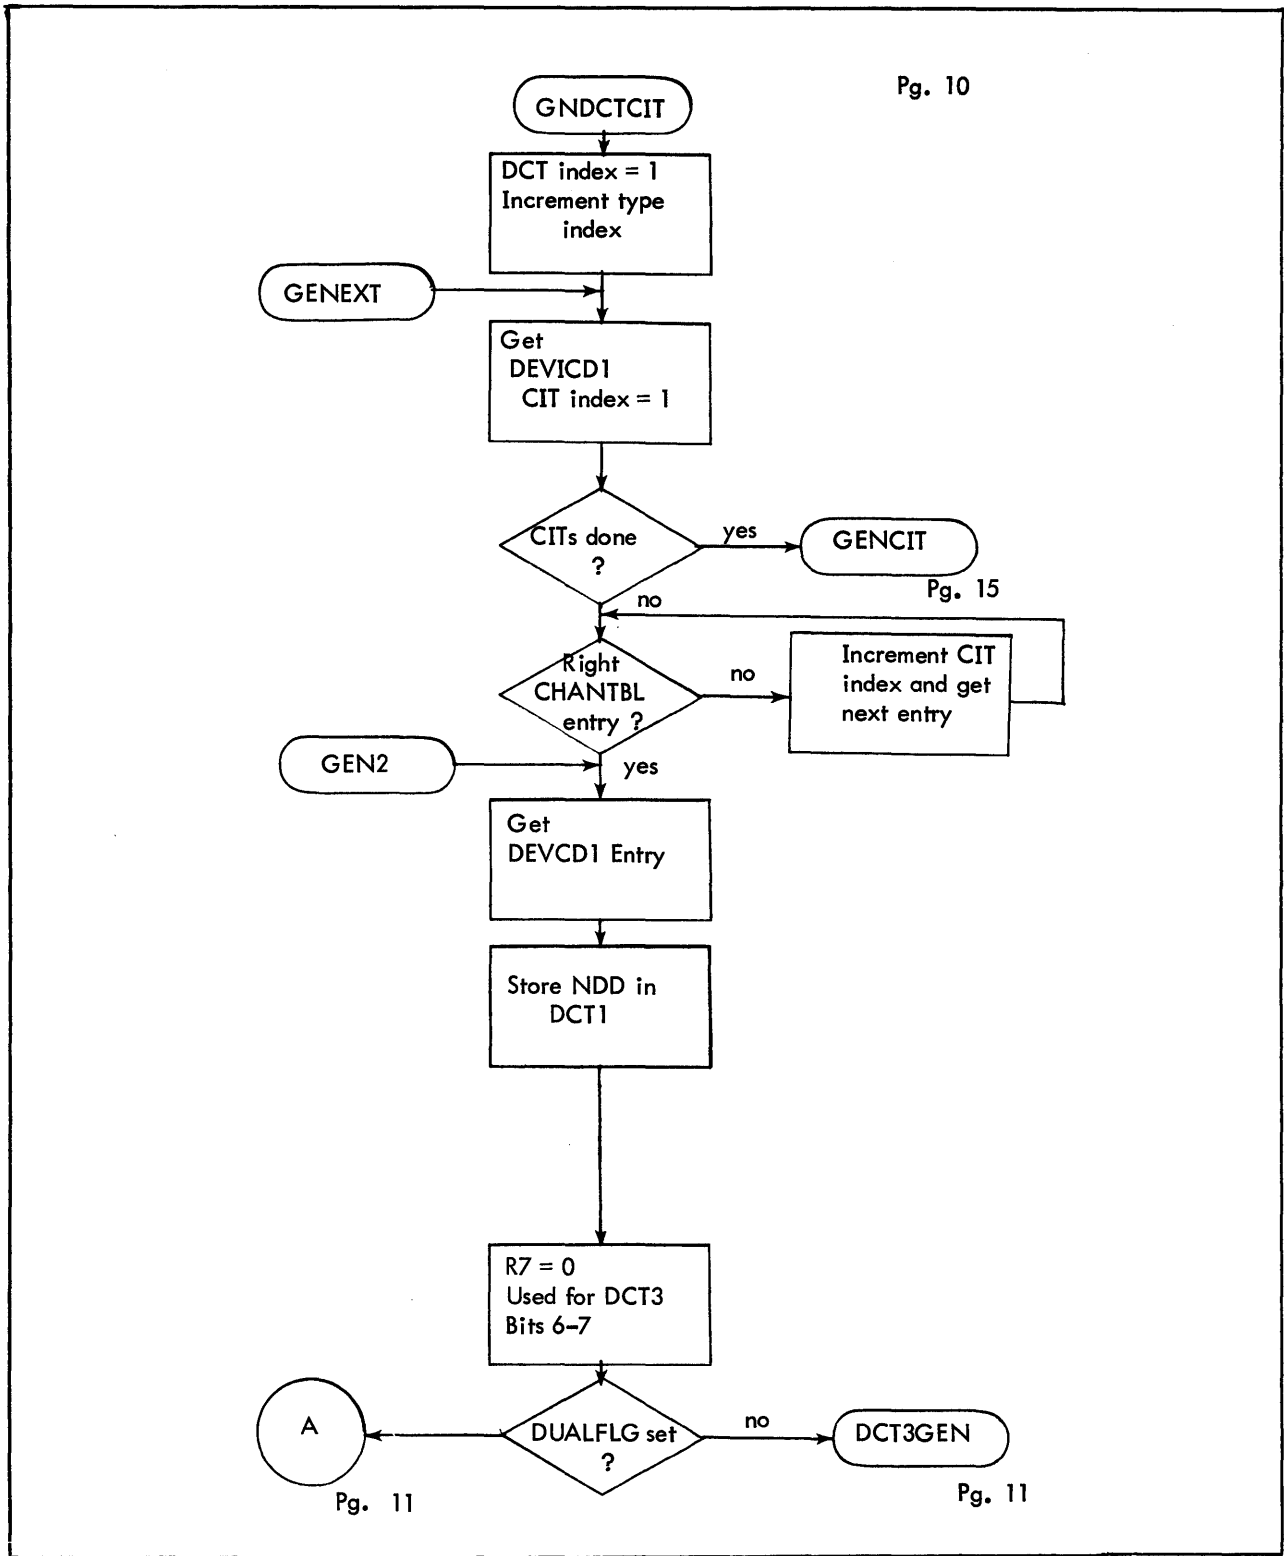 Pg. 10
GNDCTCIT
DCT index = 1
Increment type
index
GENEXT
Get
DEVICD1
CIT index = 1
CITs done
?
yes
GENCIT
Pg. 15
no
Right
CHANTBL
entry ?
no
Increment CIT
index and get
next entry
GEN2
yes
Get
DEVCD1 Entry
Store NDD in
DCT1
R7 = 0
Used for DCT3
Bits 6-7
A
DUALFLG set
?
no
DCT3GEN
Pg. 11
Pg. 11